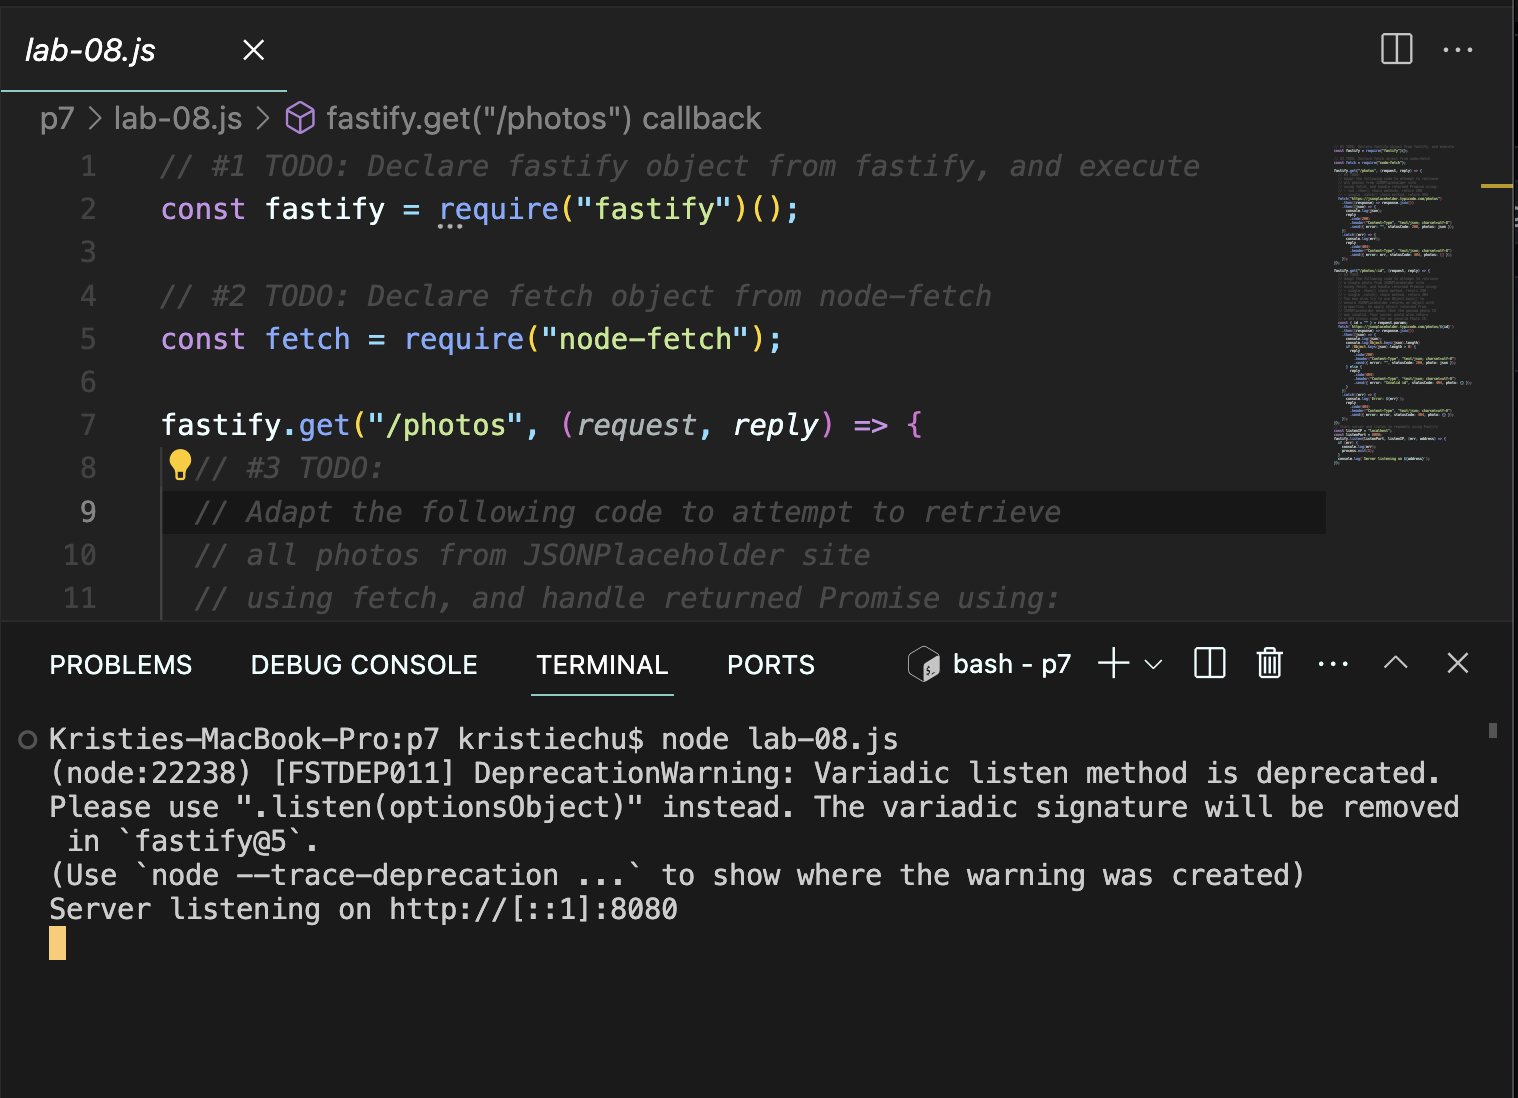 lab-08.js
p7 > lab-08.js > fastify.get("/photos") callback
1 // #1 TODO: Declare fastify object from fastify, and execute
2 const fastify = require("fastify")();
3
4 // #2 TODO: Declare fetch object from node-fetch
5 const fetch = require("node-fetch");
6
7 fastify.get("/photos", (request, reply) => {
8 // #3 TODO:
9 // Adapt the following code to attempt to retrieve
10 // all photos from JSONPlaceholder site
11 // using fetch, and handle returned Promise using:
PROBLEMS DEBUG CONSOLE TERMINAL PORTS bash - p7
Kristies-MacBook-Pro:p7 kristiechu$ node lab-08.js
(node:22238) [FSTDEP011] DeprecationWarning: Variadic listen method is deprecated.
Please use ".listen(optionsObject)" instead. The variadic signature will be removed
in `fastify@5`.
(Use `node --trace-deprecation ...` to show where the warning was created)
Server listening on http://[::1]:8080